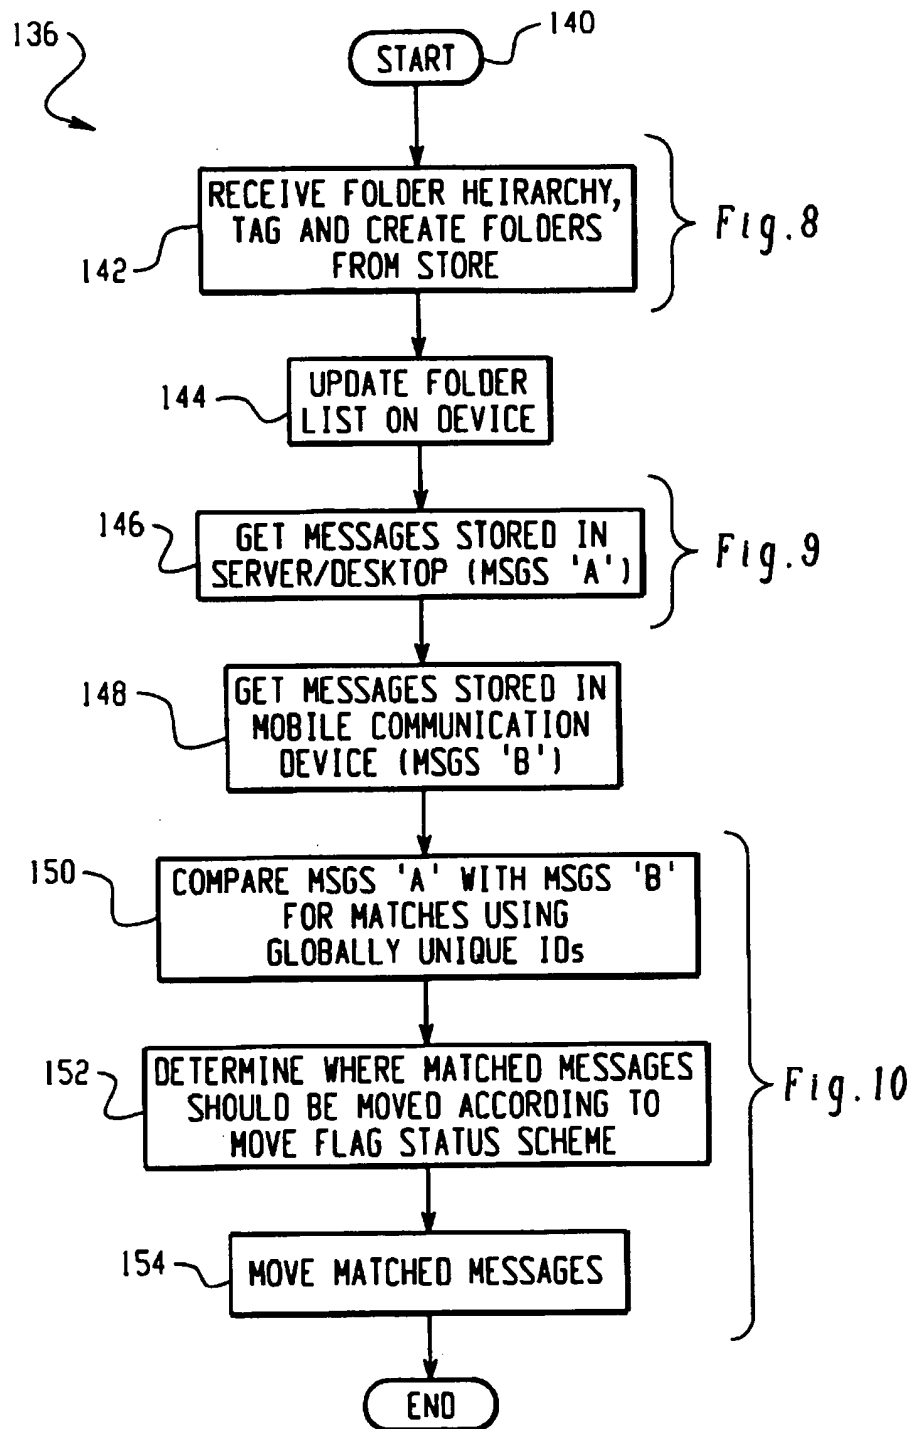 136
START
140
RECEIVE FOLDER HEIRARCHY,
TAG AND CREATE FOLDERS
FROM STORE
142
Fig.8
UPDATE FOLDER
LIST ON DEVICE
144
GET MESSAGES STORED IN
SERVER/DESKTOP (MSGS 'A')
146
Fig.9
GET MESSAGES STORED IN
MOBILE COMMUNICATION
DEVICE (MSGS 'B')
148
COMPARE MSGS 'A' WITH MSGS 'B'
FOR MATCHES USING
GLOBALLY UNIQUE IDs
150
DETERMINE WHERE MATCHED MESSAGES
SHOULD BE MOVED ACCORDING TO
MOVE FLAG STATUS SCHEME
152
Fig.10
MOVE MATCHED MESSAGES
154
END